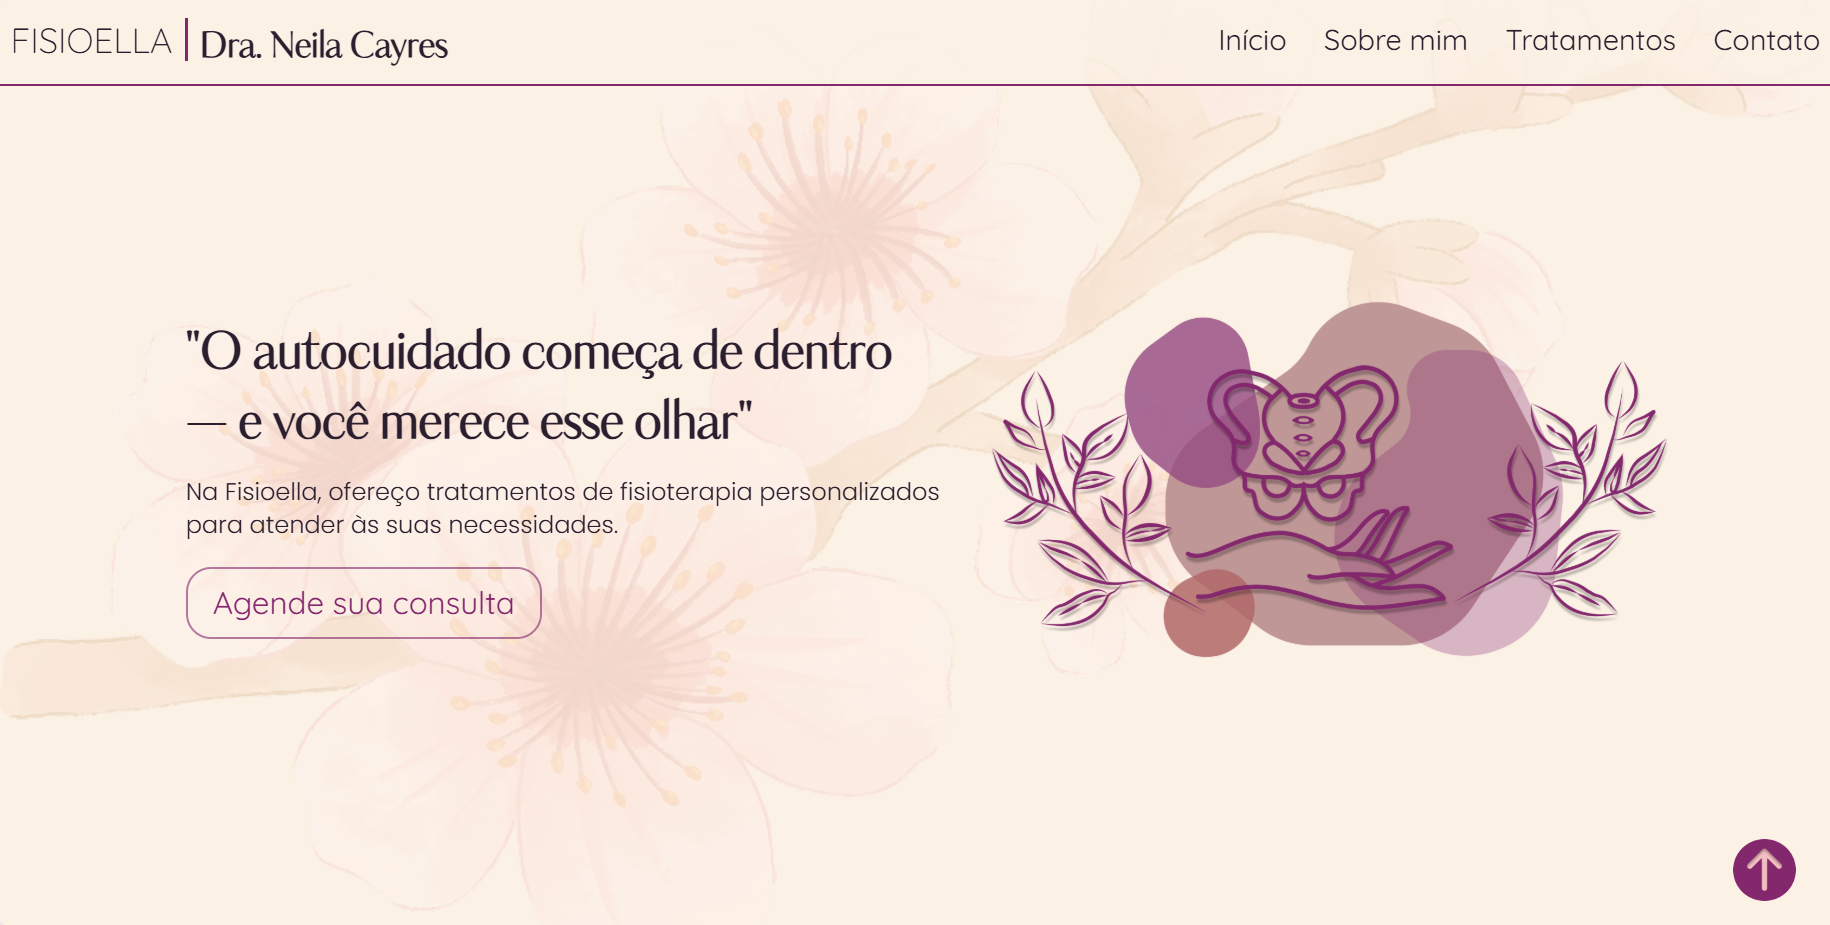 FISIOELLA | Dra. Neila Cayres
Início Sobre mim Tratamentos Contato
"O autocuidado começa de dentro
— e você merece esse olhar"
Na Fisioella, ofereço tratamentos de fisioterapia personalizados
para atender às suas necessidades.
Agende sua consulta